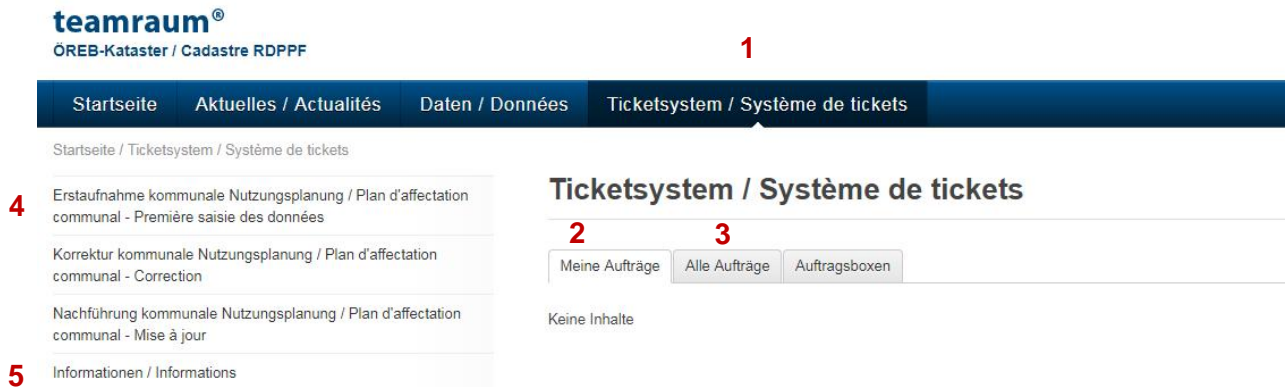 teamraum®
ÖREB-Kataster / Cadastre RDPPF
1
Startseite Aktuelles / Actualités Daten / Données Ticketsystem / Système de tickets
Startseite / Ticketsystem / Système de tickets
4
Erstaufnahme kommunale Nutzungsplanung / Plan d'affectation
communal - Première saisie des données
Korrektur kommunale Nutzungsplanung / Plan d'affectation
communal - Correction
Nachführung kommunale Nutzungsplanung / Plan d'affectation
communal - Mise à jour
5
Informationen / Informations
Ticketsystem / Système de tickets
2 3
Meine Aufträge Alle Aufträge Auftragsboxen
Keine Inhalte